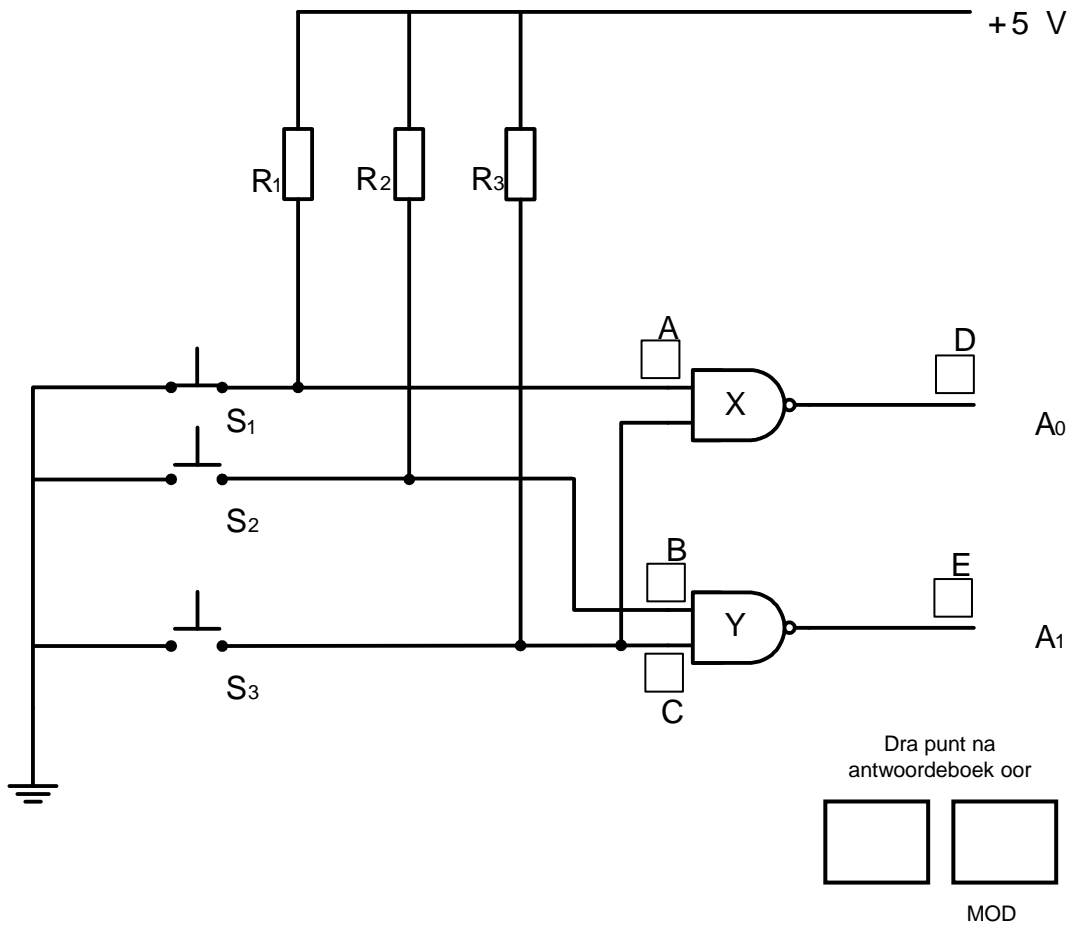 +5 V
R1 R2 R3
A
D
X
S1
A0
S2
B
E
Y
A1
S3
C
Dra punt na
antwoordeboek oor
MOD